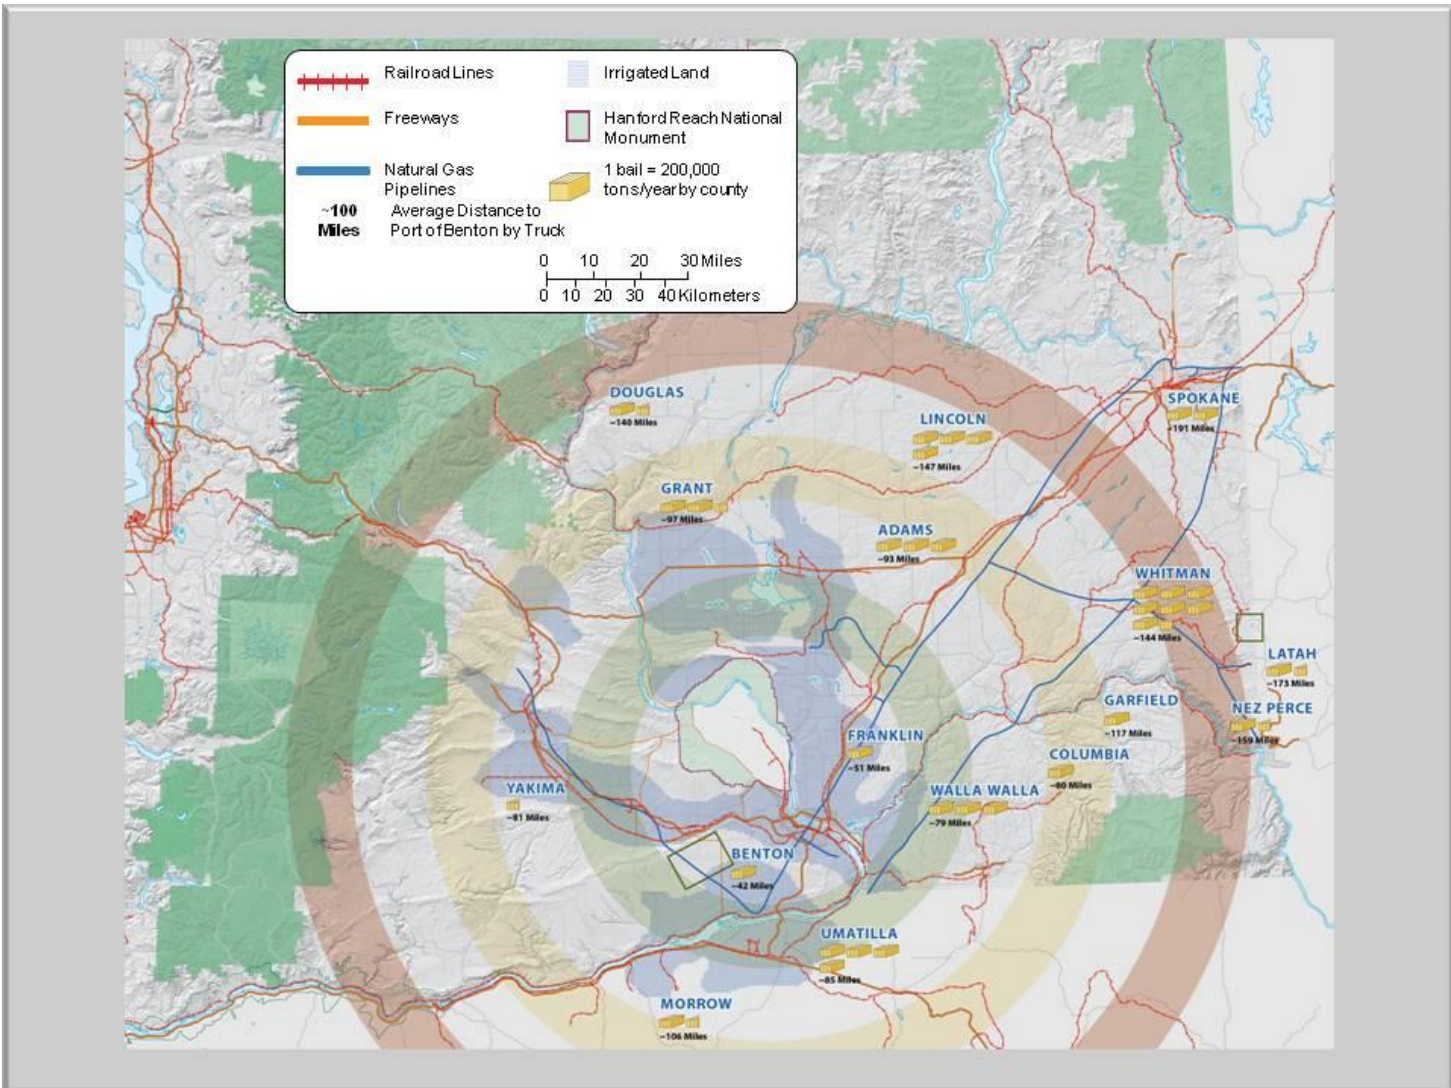 Railroad Lines
Freeways
Natural Gas
Pipelines
~100
Miles
Average Distance to
Port of Benton by Truck
Irrigated Land
Hanford Reach National
Monument
1 bail = 200,000
tons/year by county
0 10 20 30 Miles
0 10 20 30 40 Kilometers
DOUGLAS
~140 Miles
LINCOLN
~147 Miles
SPOKANE
~191 Miles
GRANT
~97 Miles
ADAMS
~93 Miles
WHITMAN
~144 Miles
LATAH
~173 Miles
GARFIELD
~117 Miles
NEZ PERCE
~159 Miles
FRANKLIN
~51 Miles
COLUMBIA
~80 Miles
YAKIMA
~81 Miles
WALLA WALLA
~79 Miles
BENTON
~42 Miles
UMATILLA
~85 Miles
MORROW
~106 Miles